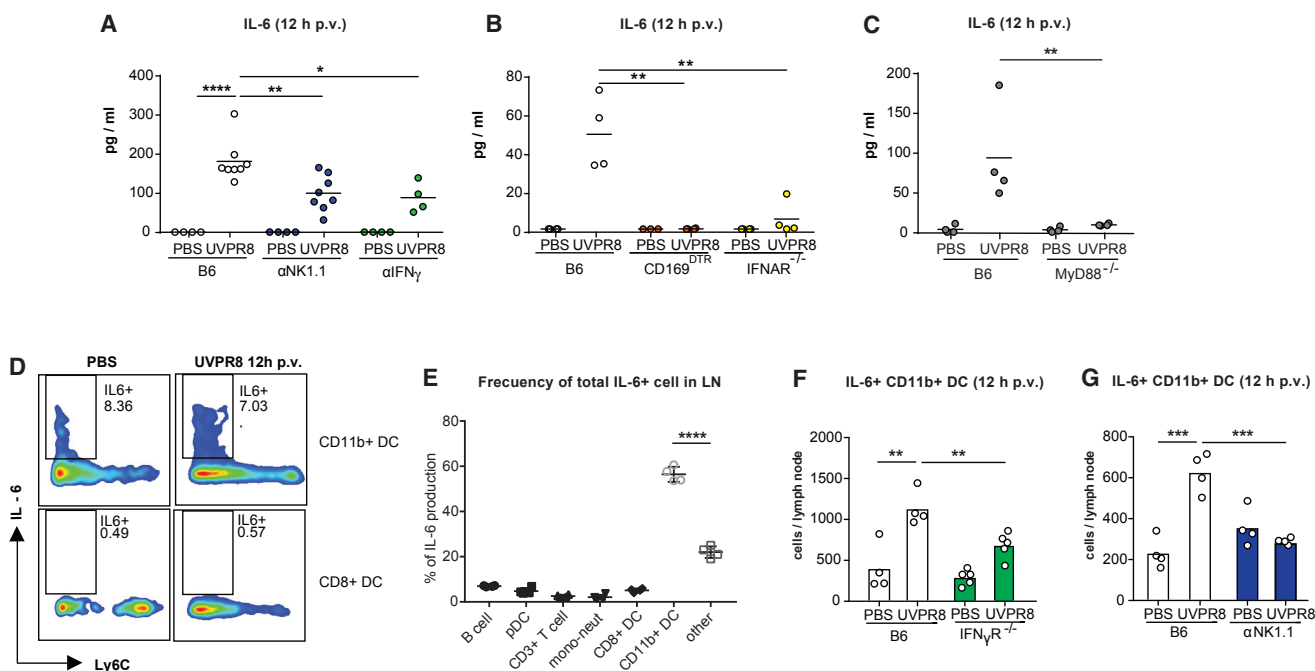 A
IL-6 (12 h p.v.)
pg / ml
400
300
200
100
0
****
**
*
PBS UVPR8 PBS UVPR8 PBS UVPR8
B6 αNK1.1 αIFNγ
B
IL-6 (12 h p.v.)
pg / ml
80
60
40
20
0
**
**
PBS UVPR8 PBS UVPR8 PBS UVPR8
B6 CD169DTR IFNAR-/-
C
IL-6 (12 h p.v.)
pg / ml
200
150
100
50
0
**
PBS UVPR8 PBS UVPR8
B6 MyD88-/-
D
PBS UVPR8 12h p.v.
IL6+
8.36
IL6+
7.03
CD11b+ DC
IL6+
0.49
IL6+
0.57
CD8+ DC
IL - 6
Ly6C
E
Frecuency of total IL-6+ cell in LN
% of IL-6 production
80
60
40
20
0
****
B cell
pDC
CD3+ T cell
mono-neut
CD8+ DC
CD11b+ DC
other
F
IL-6+ CD11b+ DC (12 h p.v.)
cells / lymph node
2000
1500
1000
500
0
**
**
PBS UVPR8 PBS UVPR8
B6 IFNγR-/-
G
IL-6+ CD11b+ DC (12 h p.v.)
cells / lymph node
800
600
400
200
0
***
***
PBS UVPR8 PBS UVPR8
B6 αNK1.1